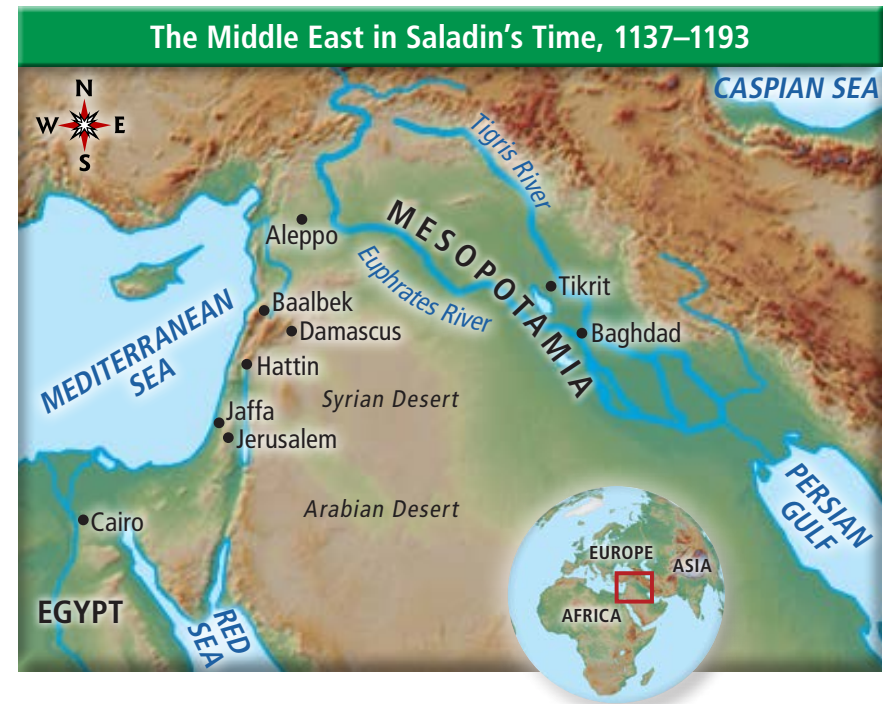 The Middle East in Saladin's Time, 1137–1193
N
W E
S
CASPIAN SEA
Tigris River
MESOPOTAMIA
Aleppo
Euphrates River
Tikrit
Baalbek
Damascus
Baghdad
MEDITERRANEAN
SEA
Hattin
Syrian Desert
Jaffa
Jerusalem
PERSIAN
GULF
Arabian Desert
Cairo
EUROPE
ASIA
AFRICA
EGYPT
RED
SEA